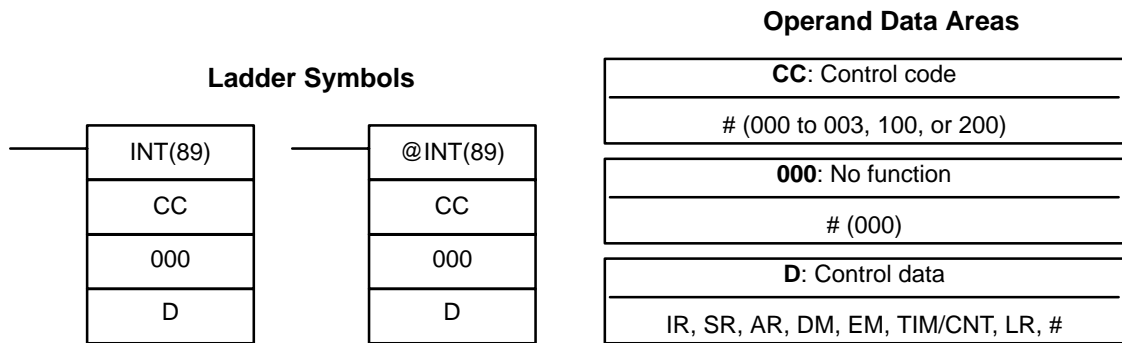 Ladder Symbols
INT(89)
CC
000
D
@INT(89)
CC
000
D
Operand Data Areas
CC: Control code
# (000 to 003, 100, or 200)
000: No function
# (000)
D: Control data
IR, SR, AR, DM, EM, TIM/CNT, LR, #